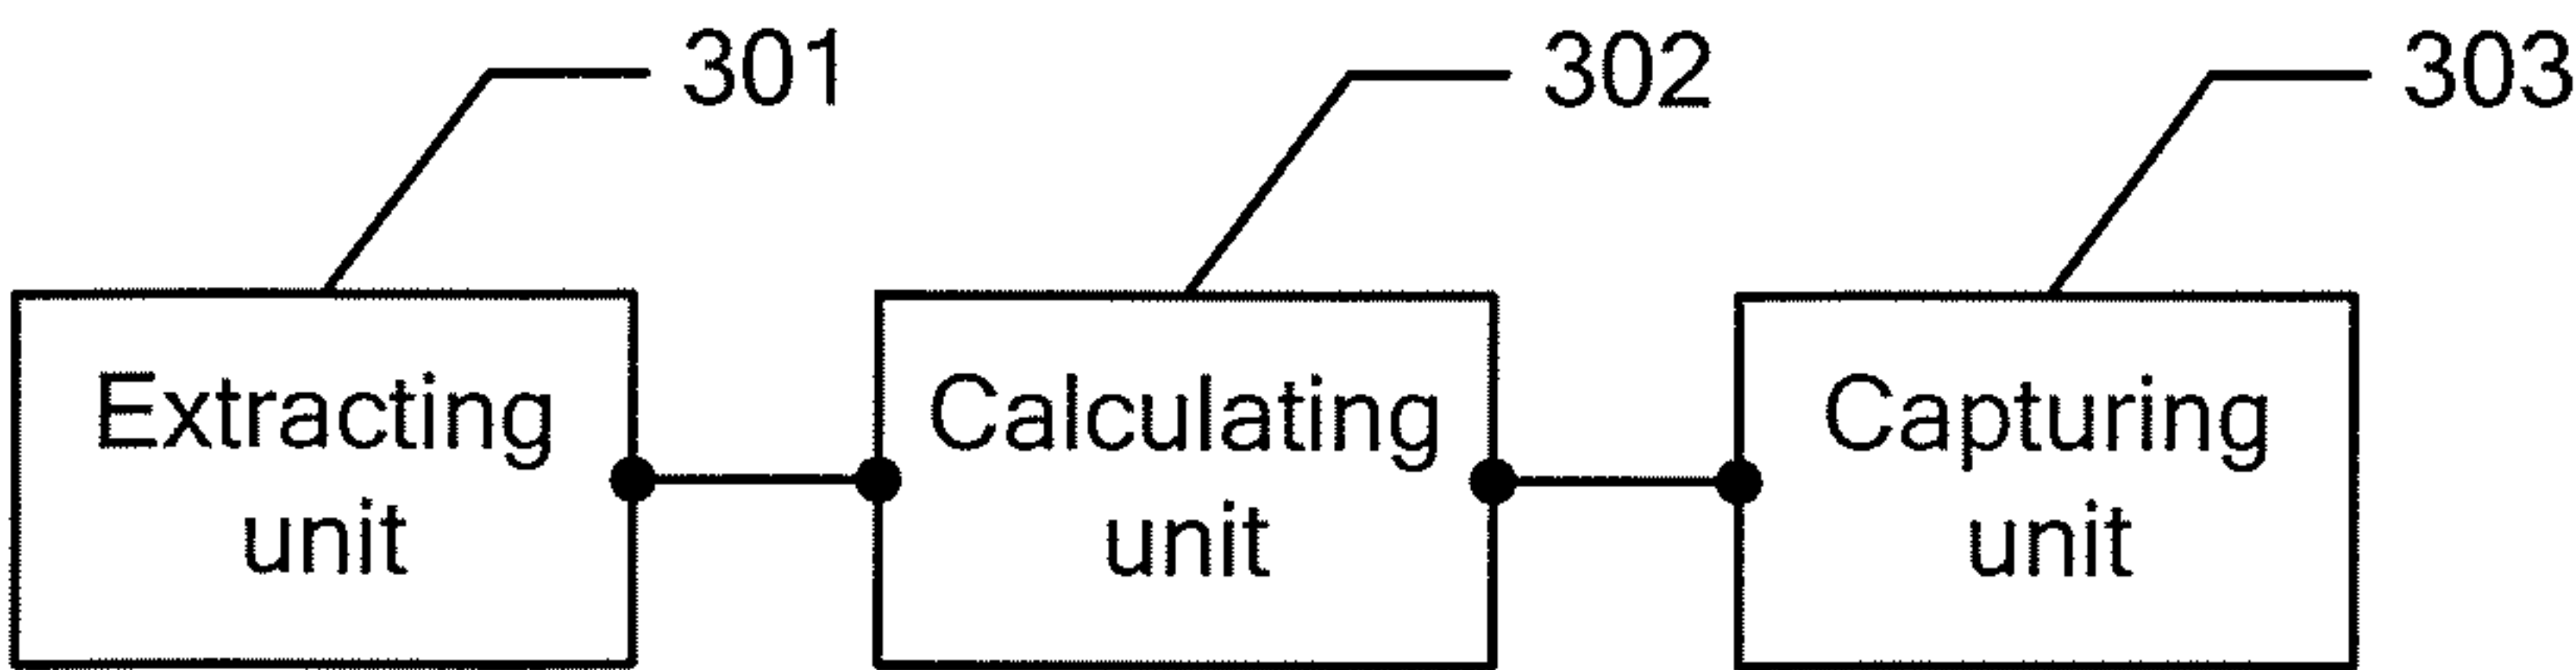 301
302
303
Extracting
unit
Calculating
unit
Capturing
unit